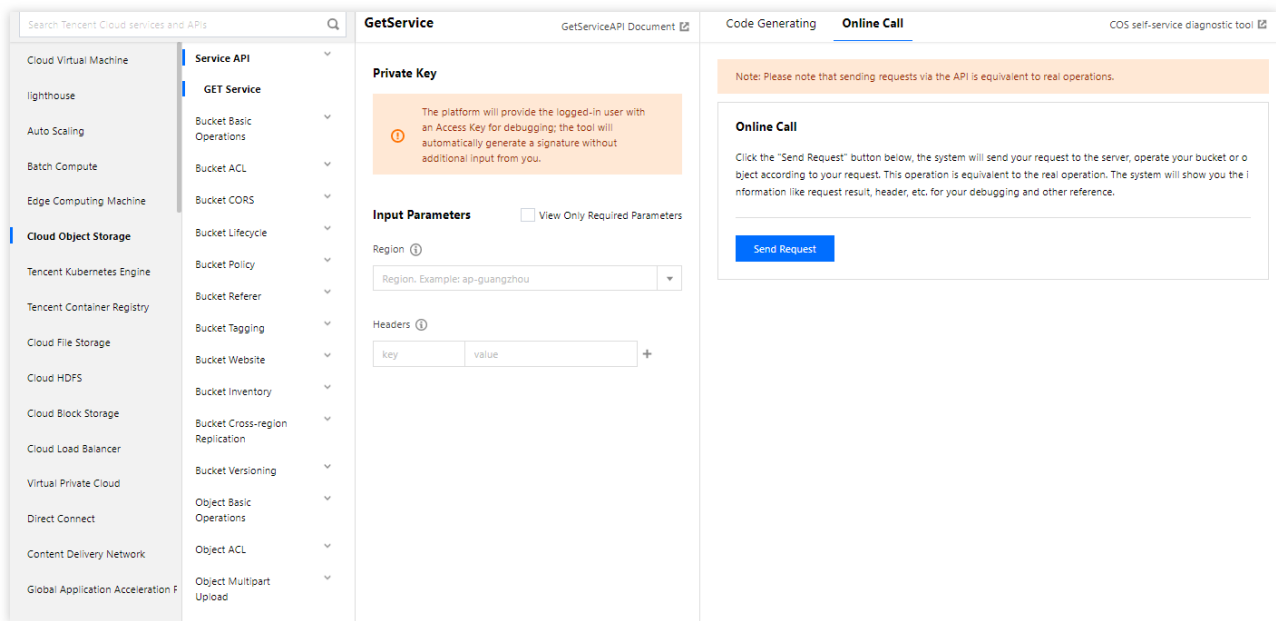 Search Tencent Cloud services and APIs
Cloud Virtual Machine
lighthouse
Auto Scaling
Batch Compute
Edge Computing Machine
Cloud Object Storage
Tencent Kubernetes Engine
Tencent Container Registry
Cloud File Storage
Cloud HDFS
Cloud Block Storage
Cloud Load Balancer
Virtual Private Cloud
Direct Connect
Content Delivery Network
Global Application Acceleration P
Service API
GET Service
Bucket Basic
Operations
Bucket ACL
Bucket CORS
Bucket Lifecycle
Bucket Policy
Bucket Referer
Bucket Tagging
Bucket Website
Bucket Inventory
Bucket Cross-region
Replication
Bucket Versioning
Object Basic
Operations
Object ACL
Object Multipart
Upload
GetService
GetServiceAPI Document
Private Key
The platform will provide the logged-in user with
an Access Key for debugging; the tool will
automatically generate a signature without
additional input from you.
Input Parameters
View Only Required Parameters
Region
Region, Example: ap-guangzhou
Headers
key
value
Code Generating
Online Call
COS self-service diagnostic tool
Note: Please note that sending requests via the API is equivalent to real operations.
Online Call
Click the "Send Request" button below, the system will send your request to the server, operate your bucket or o
bject according to your request. This operation is equivalent to the real operation. The system will show you the i
nformation like request result, header, etc. for your debugging and other reference.
Send Request